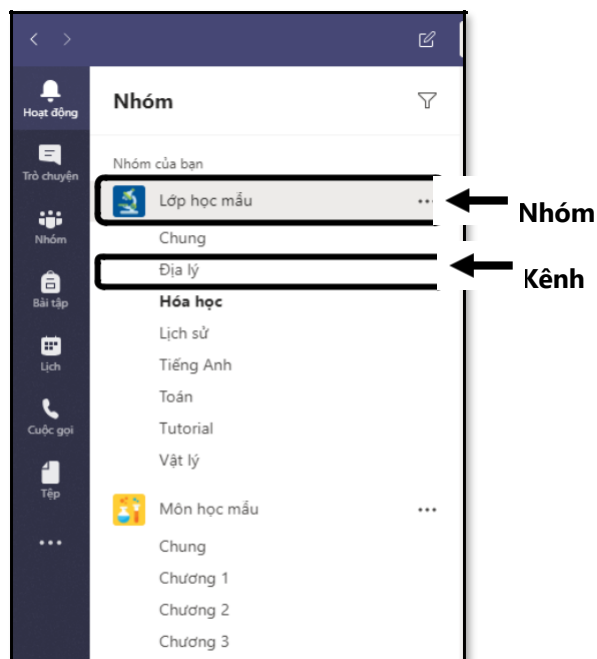 Hoạt động
Trò chuyện
Nhóm
Bài tập
Lịch
Cuộc gọi
Tệp
Nhóm
Nhóm của bạn
Lớp học mẫu
Chung
Địa lý
Hóa học
Lịch sử
Tiếng Anh
Toán
Tutorial
Vật lý
Môn học mẫu
Chung
Chương 1
Chương 2
Chương 3
Nhóm
Kênh